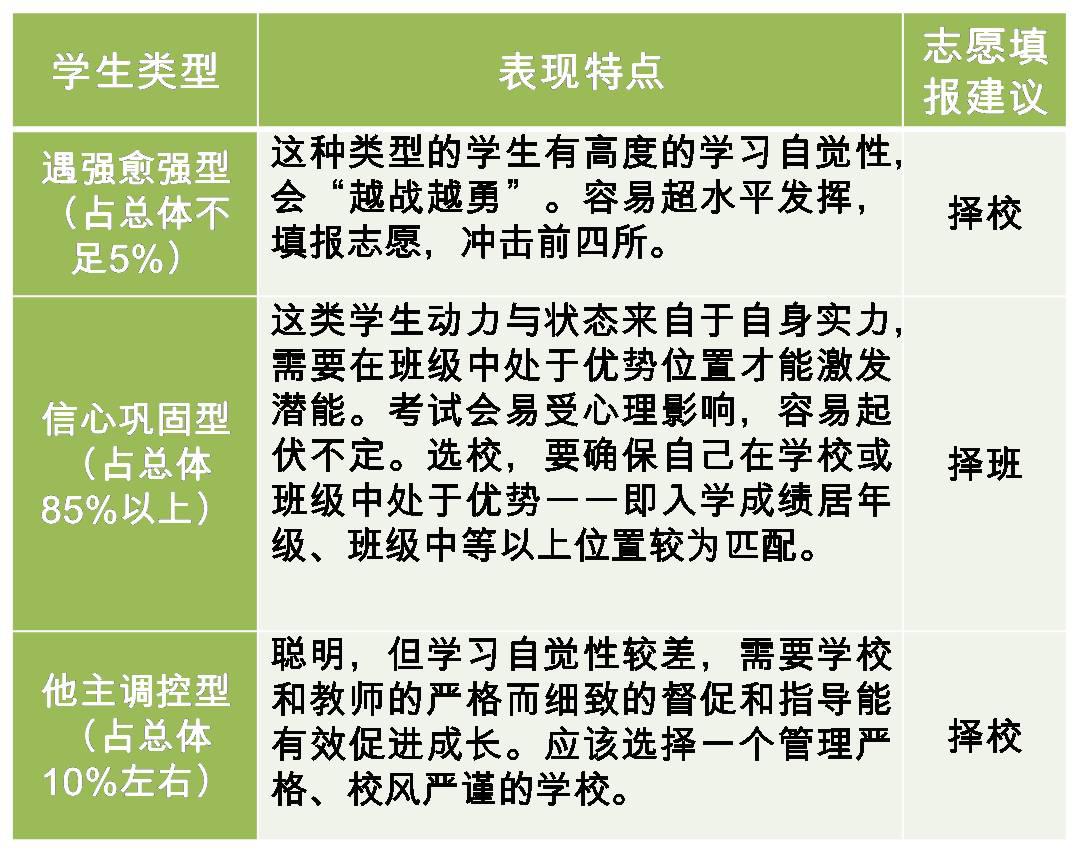 学生类型
表现特点
志愿填
报建议
遇强愈强型
（占总体不
足5%）
这种类型的学生有高度的学习自觉性，
会“越战越勇”。容易超水平发挥，
填报志愿，冲击前四所。
择校
信心巩固型
（占总体
85%以上）
这类学生动力与状态来自于自身实力，
需要在班级中处于优势位置才能激发
潜能。考试会易受心理影响，容易起
伏不定。选校，要确保自己在学校或
班级中处于优势——即入学成绩居年
级、班级中等以上位置较为匹配。
择班
他主调控型
（占总体
10%左右）
聪明，但学习自觉性较差，需要学校
和教师的严格而细致的督促和指导能
有效促进成长。应该选择一个管理严
格、校风严谨的学校。
择校